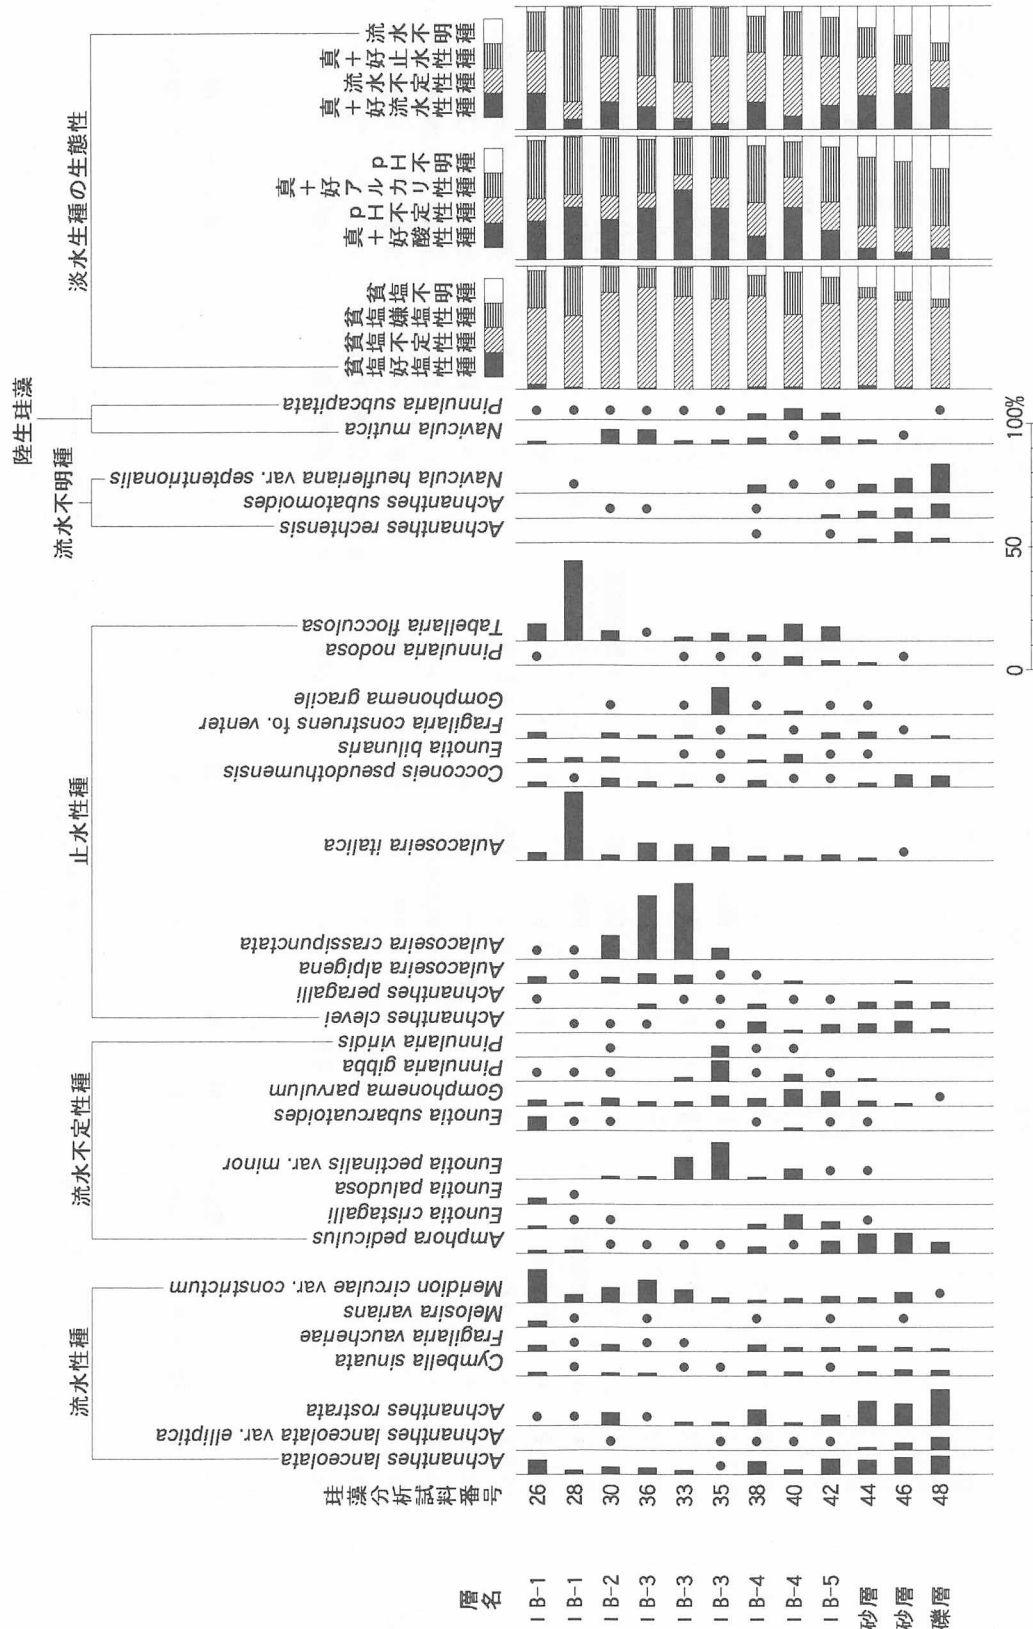 流水性種
流水不定性種
止水性種
流水不明種
陸生珪藻
淡水生種の生態性
層名
珪藻分析試料番号
Achnanthes lanceolata
Achnanthes lanceolata var. elliptica
Achnanthes rostrata
Cymbella sinuata
Fragilaria vaucheriae
Melosira varians
Meridion circulae var. constrictum
Amphora pediculus
Eunotia cristagalli
Eunotia paludosa
Eunotia pectinalis var. minor
Eunotia subarcuatoides
Gomphonema parvulum
Pinnularia gibba
Pinnularia viridis
Achnanthes clevei
Achnanthes peragalli
Aulacoseira alpigena
Aulacoseira crassipunctata
Aulacoseira italica
Cocconeis pseudothumensis
Eunotia bilunaris
Fragilaria construens fo. venter
Gomphonema gracile
Pinnularia nodosa
Tabellaria flocculosa
Achnanthes rechtensis
Achnanthes subatomoides
Navicula heufleriana var. septentrionalis
Navicula mutica
Pinnularia subcapitata
貧塩好塩性種
貧塩不定性種
貧塩嫌塩性種
貧塩不明種
真+好酸性種
pH不定性種
真+好アルカリ性種
pH不明種
真+好流水性種
流水不定性種
真+好止水性種
流水不明種
I B-1 26
I B-1 28
I B-2 30
I B-3 36
I B-3 33
I B-3 35
I B-4 38
I B-4 40
I B-5 42
砂層 44
砂層 46
礫層 48
0 50 100%